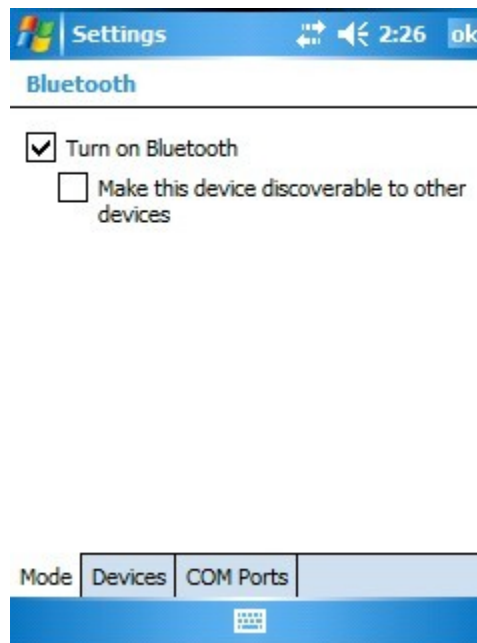 Settings 2:26 ok
Bluetooth
Turn on Bluetooth
Make this device discoverable to other
devices
Mode Devices COM Ports